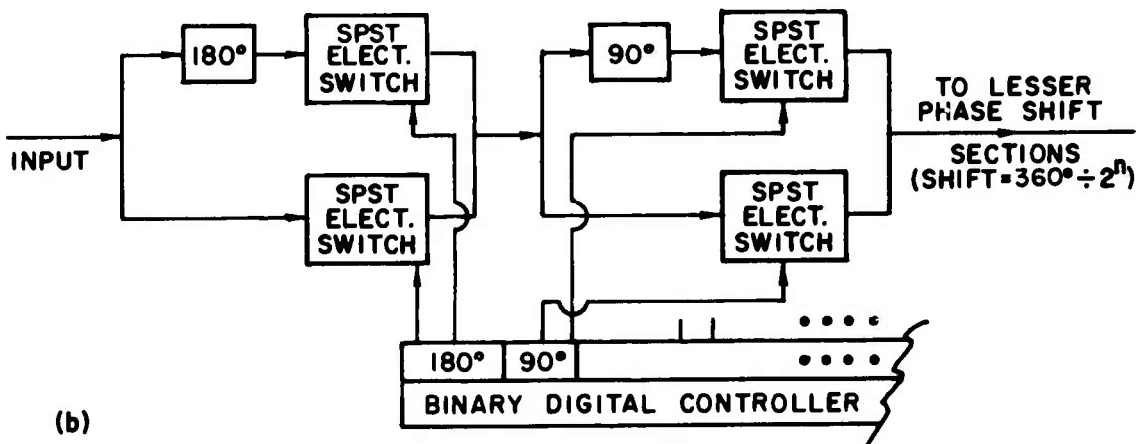 180°
SPST
ELECT.
SWITCH
90°
SPST
ELECT.
SWITCH
INPUT
TO LESSER
PHASE SHIFT
SECTIONS
(SHIFT=360°÷2ⁿ)
SPST
ELECT.
SWITCH
SPST
ELECT.
SWITCH
180° 90°
BINARY DIGITAL CONTROLLER
(b)